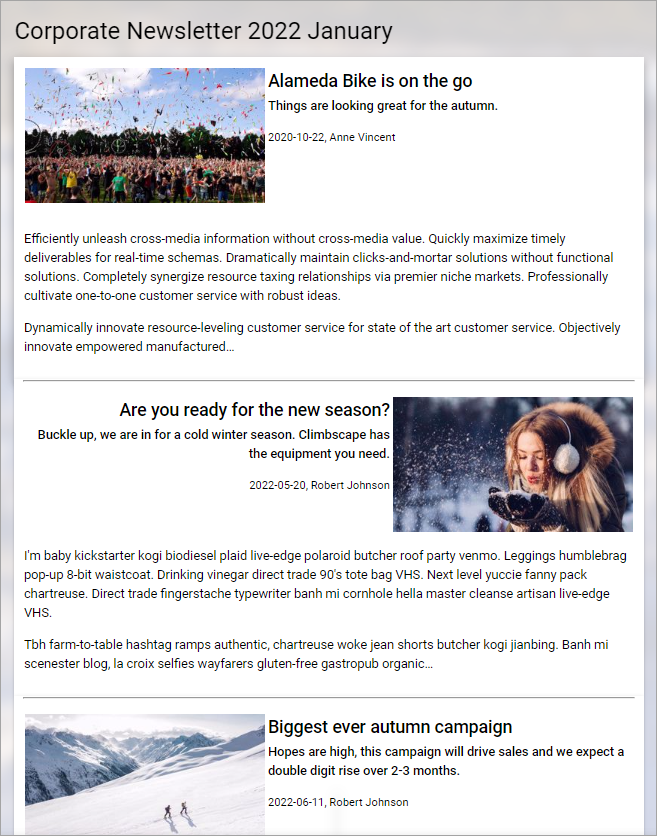 Corporate Newsletter 2022 January
Alameda Bike is on the go
Things are looking great for the autumn.
2020-10-22, Anne Vincent
Efficiently unleash cross-media information without cross-media value. Quickly maximize timely
deliverables for real-time schemas. Dramatically maintain clicks-and-mortar solutions without functional
solutions. Completely synergize resource taxing relationships via premier niche markets. Professionally
cultivate one-to-one customer service with robust ideas.
Dynamically innovate resource-leveling customer service for state of the art customer service. Objectively
innovate empowered manufactured...
Are you ready for the new season?
Buckle up, we are in for a cold winter season. Climbscape has
the equipment you need.
2022-05-20, Robert Johnson
I'm baby kickstarter kogi biodiesel plaid live-edge polaroid butcher roof party venmo. Leggings humblebrag
pop-up 8-bit waistcoat. Drinking vinegar direct trade 90's tote bag VHS. Next level yuccie fanny pack
chartreuse. Direct trade fingerstache typewriter banh mi cornhole hella master cleanse artisan live-edge
VHS.
Tbh farm-to-table hashtag ramps authentic, chartreuse woke jean shorts butcher kogi jianbing. Banh mi
scenester blog, la croix selfies wayfarers gluten-free gastropub organic...
Biggest ever autumn campaign
Hopes are high, this campaign will drive sales and we expect a
double digit rise over 2-3 months.
2022-06-11, Robert Johnson